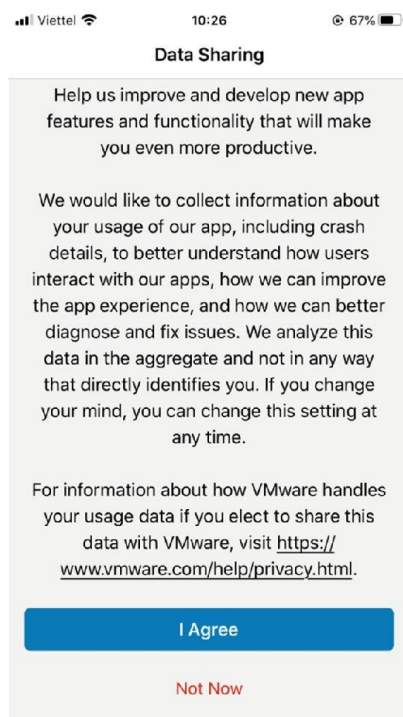 Viettel 10:26 67%
Data Sharing
Help us improve and develop new app
features and functionality that will make
you even more productive.
We would like to collect information about
your usage of our app, including crash
details, to better understand how users
interact with our apps, how we can improve
the app experience, and how we can better
diagnose and fix issues. We analyze this
data in the aggregate and not in any way
that directly identifies you. If you change
your mind, you can change this setting at
any time.
For information about how VMware handles
your usage data if you elect to share this
data with VMware, visit https://
www.vmware.com/help/privacy.html.
I Agree
Not Now